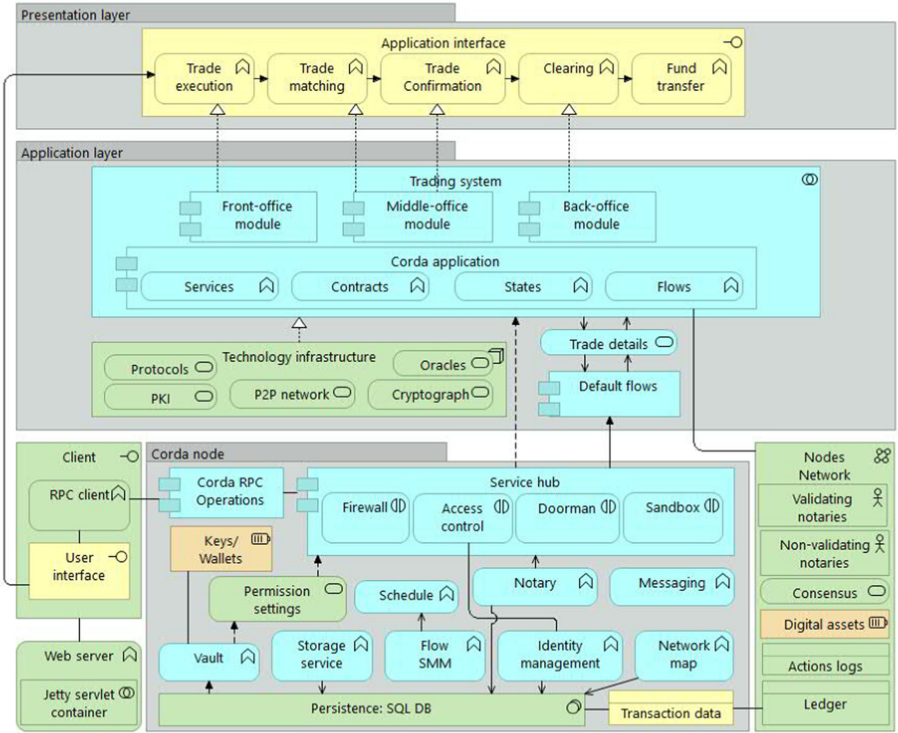 Presentation layer
Application interface
Trade
execution
Trade
matching
Trade
Confirmation
Clearing
Fund
transfer
Application layer
Trading system
Front-office
module
Middle-office
module
Back-office
module
Corda application
Services
Contracts
States
Flows
Technology infrastructure
Protocols
Oracles
PKI
P2P network
Cryptograph
Trade details
Default flows
Client
RPC client
User
interface
Web server
Jetty servlet
container
Corda node
Corda RPC
Operations
Service hub
Firewall
Access
control
Doorman
Sandbox
Keys/
Wallets
Permission
settings
Schedule
Notary
Messaging
Vault
Storage
service
Flow
SMM
Identity
management
Network
map
Persistence: SQL DB
Transaction data
Nodes
Network
Validating
notaries
Non-validating
notaries
Consensus
Digital assets
Actions logs
Ledger